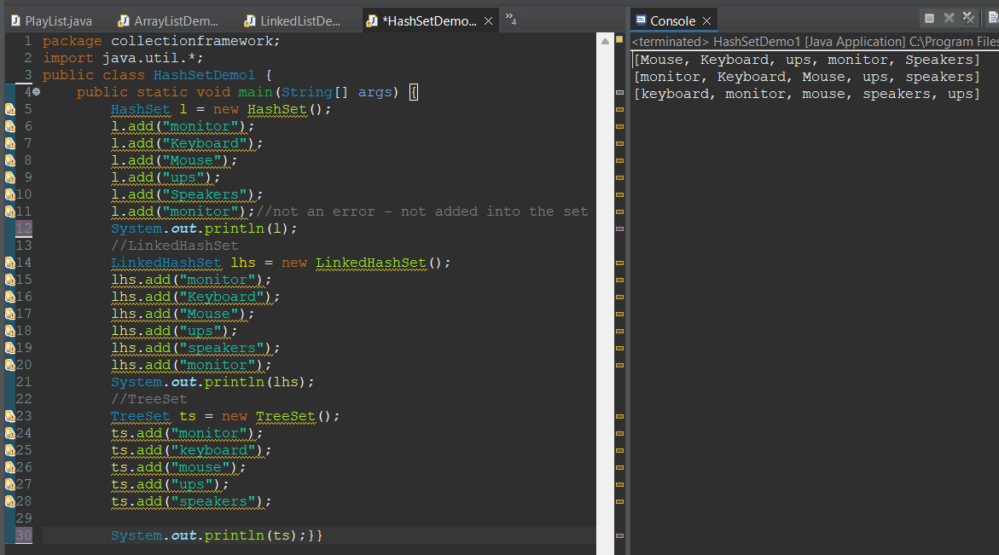 PlayList.java ArrayListDem... LinkedListDe... *HashSetDemo... »4
1 package collectionframework;
2 import java.util.*;
3 public class HashSetDemo1 {
4 public static void main(String[] args) {
5 HashSet l = new HashSet();
6 l.add("monitor");
7 l.add("Keyboard");
8 l.add("Mouse");
9 l.add("ups");
10 l.add("Speakers");
11 l.add("monitor");//not an error - not added into the set
12 System.out.println(l);
13 //LinkedHashSet
14 LinkedHashSet lhs = new LinkedHashSet();
15 lhs.add("monitor");
16 lhs.add("Keyboard");
17 lhs.add("Mouse");
18 lhs.add("ups");
19 lhs.add("speakers");
20 lhs.add("monitor");
21 System.out.println(lhs);
22 //TreeSet
23 TreeSet ts = new TreeSet();
24 ts.add("monitor");
25 ts.add("keyboard");
26 ts.add("mouse");
27 ts.add("ups");
28 ts.add("speakers");
29
30 System.out.println(ts);}}
Console
<terminated> HashSetDemo1 [Java Application] C:\Program Files
[Mouse, Keyboard, ups, monitor, Speakers]
[monitor, Keyboard, Mouse, ups, speakers]
[keyboard, monitor, mouse, speakers, ups]